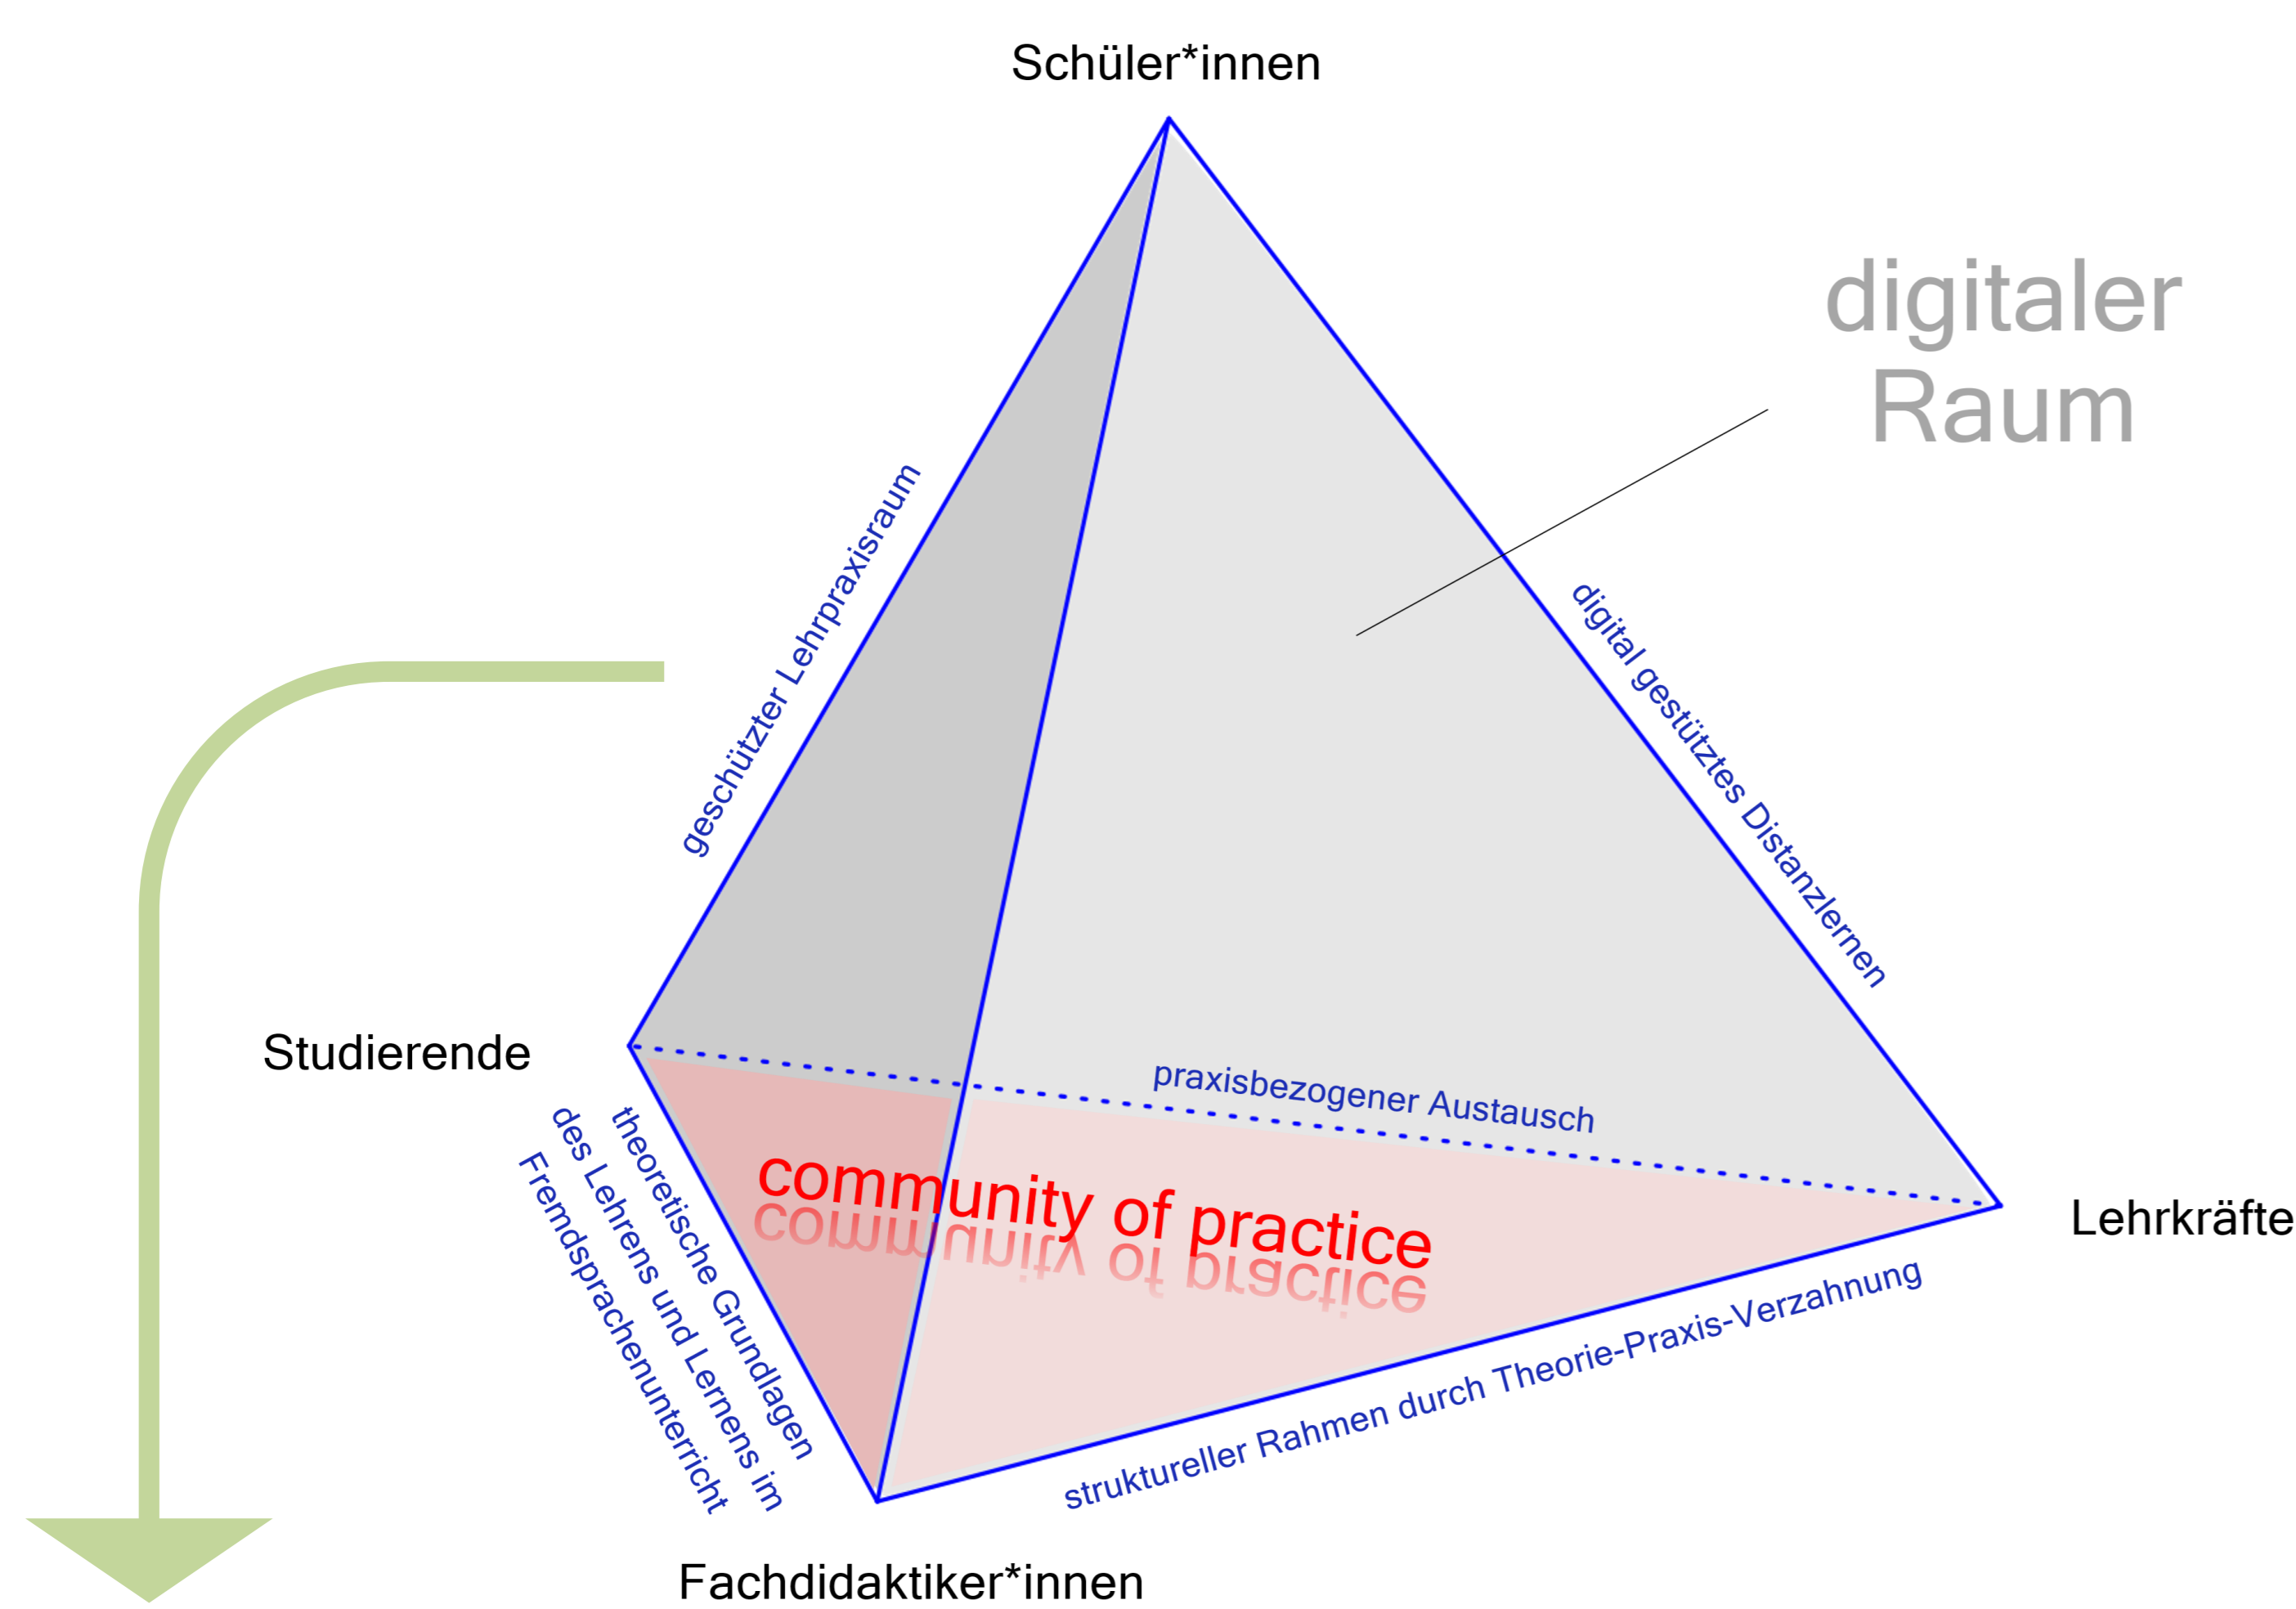 Schüler*innen
digitaler
Raum
geschützter Lehrpraxisraum
digital gestütztes Distanzlernen
Studierende
praxisbezogener Austausch
theoretische Grundlagen
des Lehrens und Lernens im
Fremdsprachenunterricht
community of practice
Lehrkräfte
struktureller Rahmen durch Theorie-Praxis-Verzahnung
Fachdidaktiker*innen